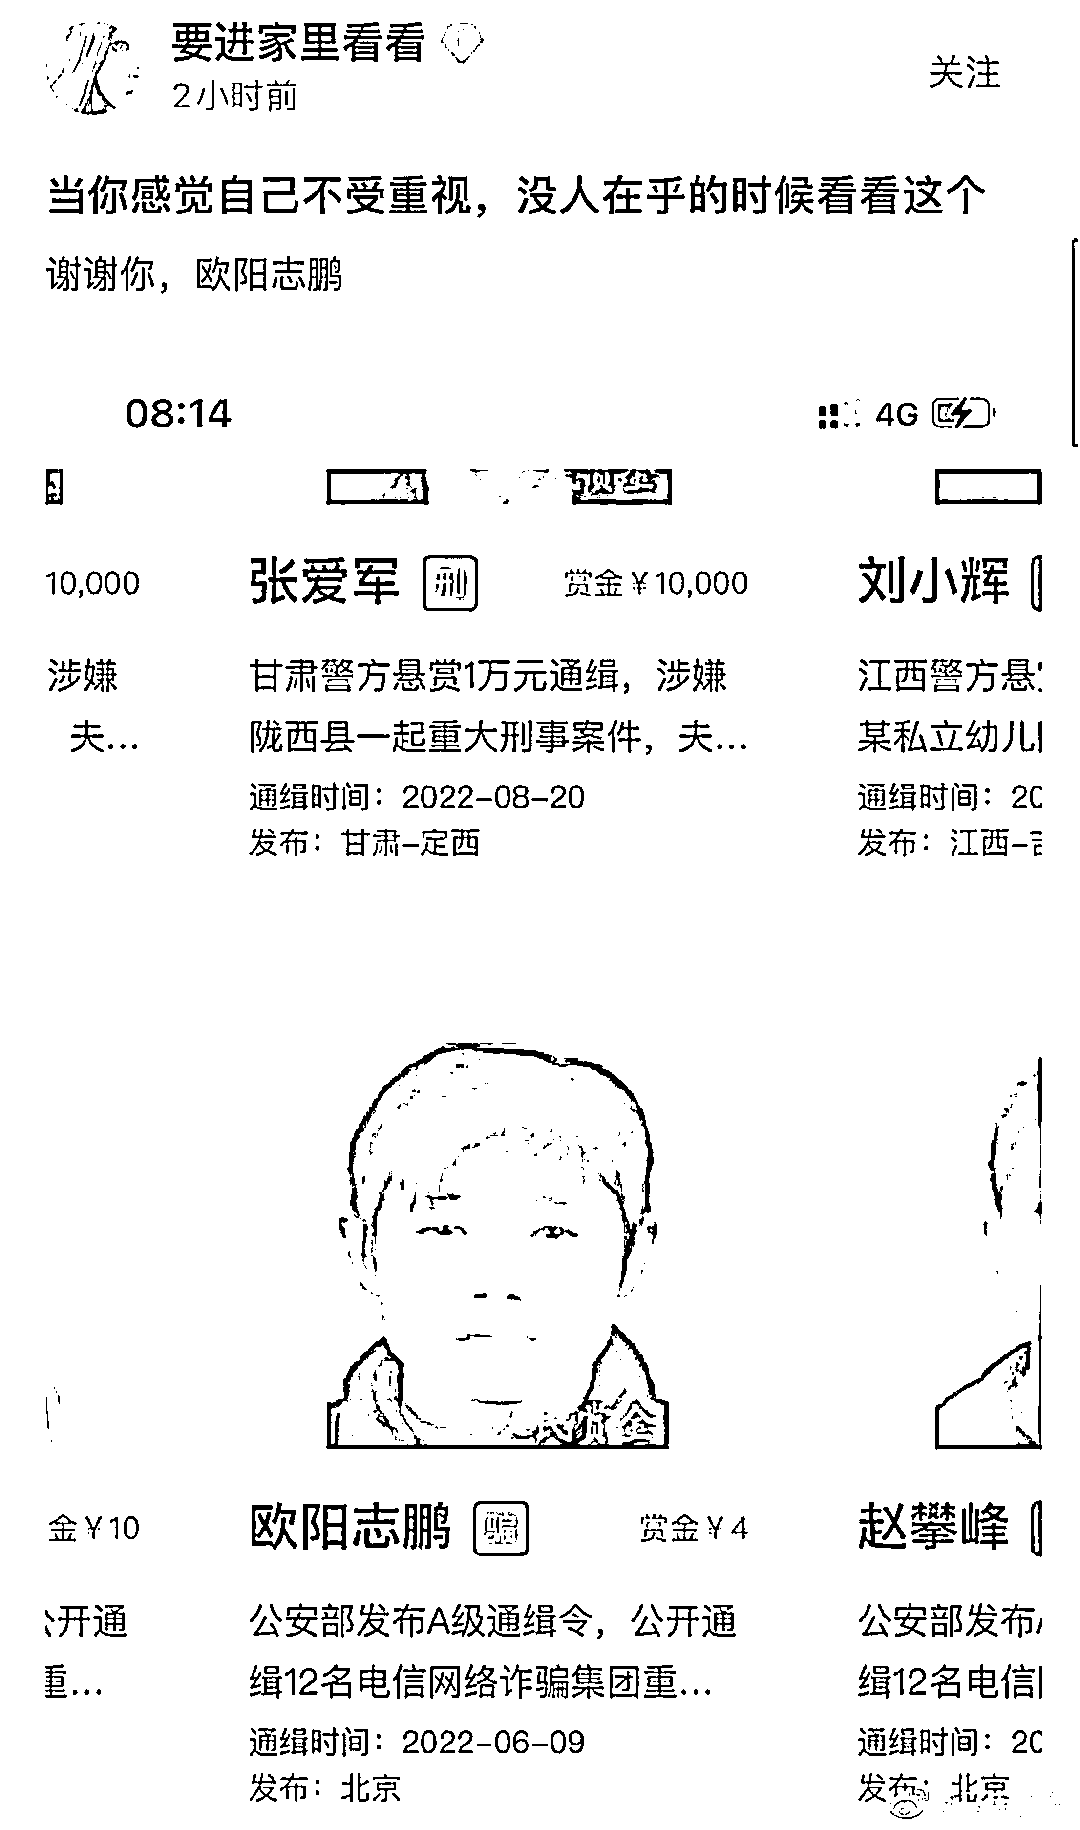 要进家里看看
2小时前
关注
当你感觉自己不受重视，没人在乎的时候看看这个
谢谢你，欧阳志鹏
08:14
4G
10,000
张爱军 刑 赏金￥10,000
刘小辉
涉嫌
夫...
甘肃警方悬赏1万元通缉，涉嫌
陇西县一起重大刑事案件，夫...
通缉时间：2022-08-20
发布：甘肃-定西
江西警方悬
某私立幼儿
通缉时间：20
发布：江西-
金￥10
欧阳志鹏 骗 赏金￥4
赵攀峰
开通
重...
公安部发布A级通缉令，公开通
缉12名电信网络诈骗集团重...
通缉时间：2022-06-09
发布：北京
公安部发布
缉12名电信
通缉时间：20
发布：北京